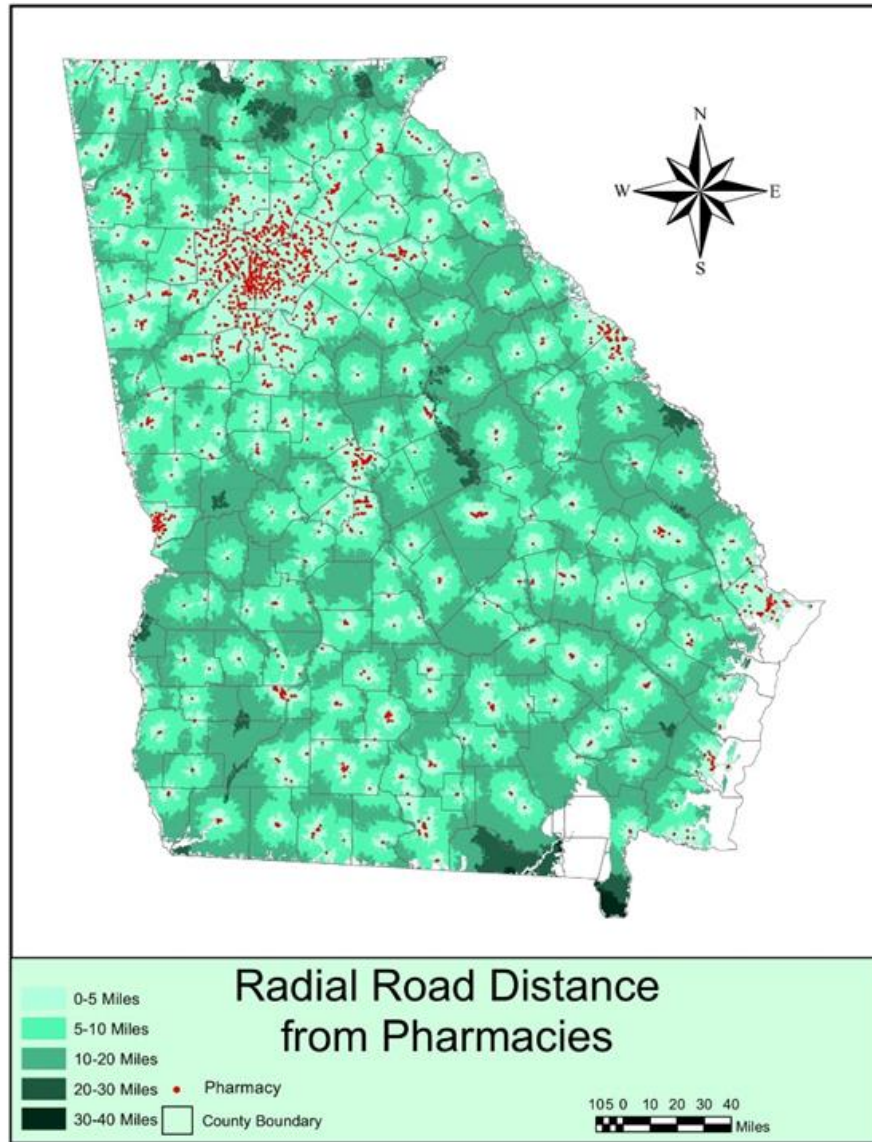 N
W E
S
Radial Road Distance
from Pharmacies
0-5 Miles
5-10 Miles
10-20 Miles
20-30 Miles
30-40 Miles
Pharmacy
County Boundary
105 0 10 20 30 40
Miles